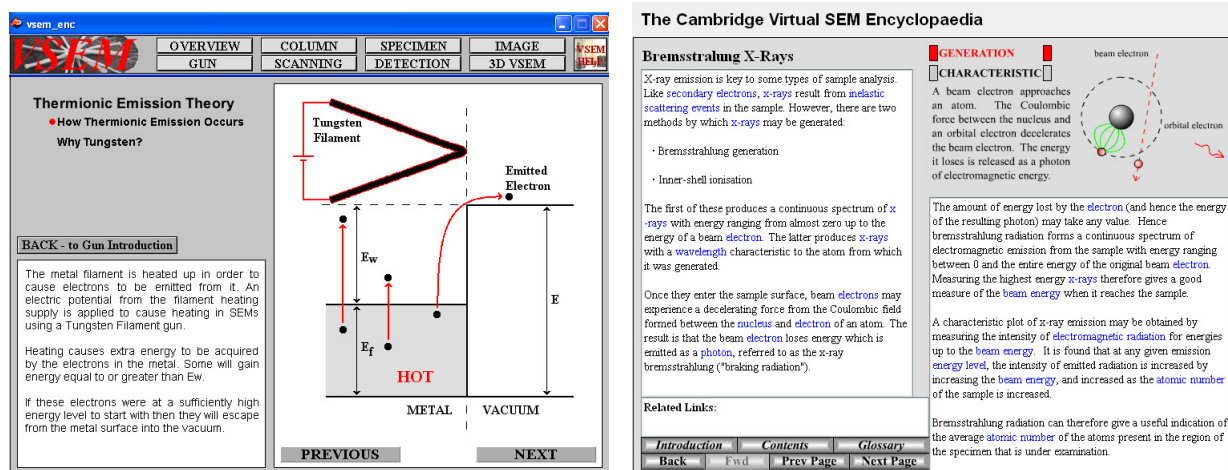 vsem_enc
VSEM
OVERVIEW COLUMN SPECIMEN IMAGE
GUN SCANNING DETECTION 3D VSEM
VSEM
HELP
Thermionic Emission Theory
How Thermionic Emission Occurs
Why Tungsten?
BACK - to Gun Introduction
The metal filament is heated up in order to
cause electrons to be emitted from it. An
electric potential from the filament heating
supply is applied to cause heating in SEMs
using a Tungsten Filament gun.
Heating causes extra energy to be acquired
by the electrons in the metal. Some will gain
energy equal to or greater than Ew.
If these electrons were at a sufficiently high
energy level to start with then they will escape
from the metal surface into the vacuum.
Tungsten
Filament
Emitted
Electron
Ew
E
Ef
HOT
METAL VACUUM
PREVIOUS NEXT
The Cambridge Virtual SEM Encyclopaedia
Bremsstralung X-Rays
X-ray emission is key to some types of sample analysis.
Like secondary electrons, x-rays result from inelastic
scattering events in the sample. However, there are two
methods by which x-rays may be generated:
· Bremsstrahlung generation
· Inner-shell ionisation
The first of these produces a continuous spectrum of x
-rays with energy ranging from almost zero up to the
energy of a beam electron. The latter produces x-rays
with a wavelength characteristic to the atom from which
it was generated.
Once they enter the sample surface, beam electrons may
experience a decelerating force from the Coulombic field
formed between the nucleus and electron of an atom. The
result is that the beam electron loses energy which is
emitted as a photon, referred to as the x-ray
bremsstrahlung ("braking radiation").
Related Links:
Introduction Contents Glossary
Back Fwd Prev Page Next Page
GENERATION
CHARACTERISTIC
A beam electron approaches
an atom. The Coulombic
force between the nucleus and
an orbital electron decelerates
the beam electron. The energy
it loses is released as a photon
of electromagnetic energy.
beam electron
orbital electron
The amount of energy lost by the electron (and hence the energy
of the resulting photon) may take any value. Hence
bremsstrahlung radiation forms a continuous spectrum of
electromagnetic emission from the sample with energy ranging
between 0 and the entire energy of the original beam electron.
Measuring the highest energy x-rays therefore gives a good
measure of the beam energy when it reaches the sample.
A characteristic plot of x-ray emission may be obtained by
measuring the intensity of electromagnetic radiation for energies
up to the beam energy. It is found that at any given emission
energy level, the intensity of emitted radiation is increased by
increasing the beam energy, and increased as the atomic number
of the sample is increased.
Bremsstrahlung radiation can therefore give a useful indication of
the average atomic number of the atoms present in the region of
the specimen that is under examination.